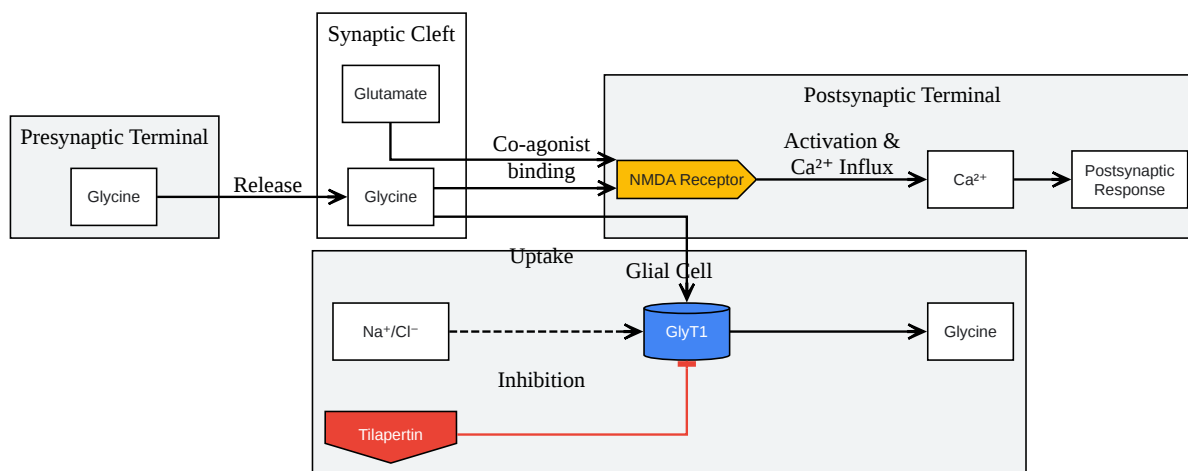 Synaptic Cleft
Glutamate
Postsynaptic Terminal
Presynaptic Terminal
Co-agonist
binding
Activation &
Ca²⁺ Influx
Glycine
Release
Glycine
NMDA Receptor
Ca²⁺
Postsynaptic
Response
Uptake
Glial Cell
Na⁺/Cl⁻
GlyT1
Glycine
Inhibition
Tilapertin